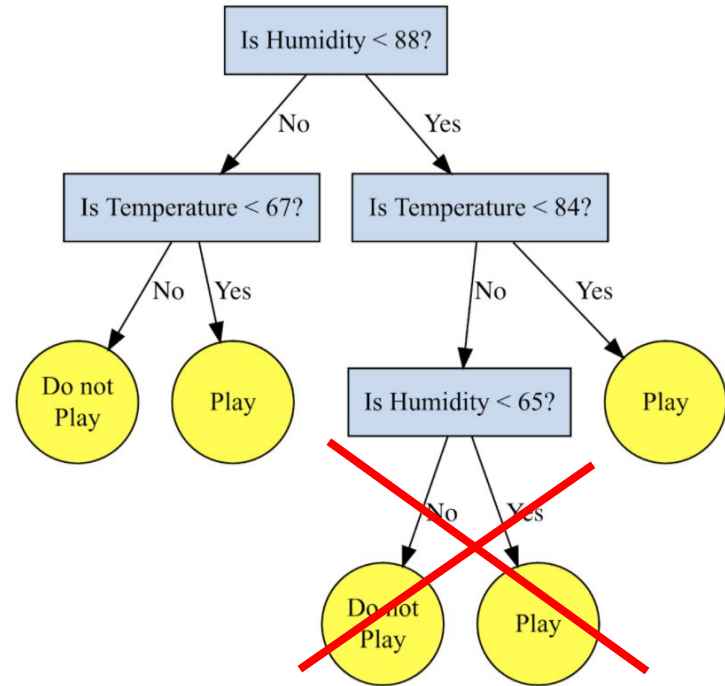 Is Humidity < 88?
No
Yes
Is Temperature < 67?
Is Temperature < 84?
No
Yes
No
Yes
Do not
Play
Play
Is Humidity < 65?
Play
No
Yes
Do not
Play
Play